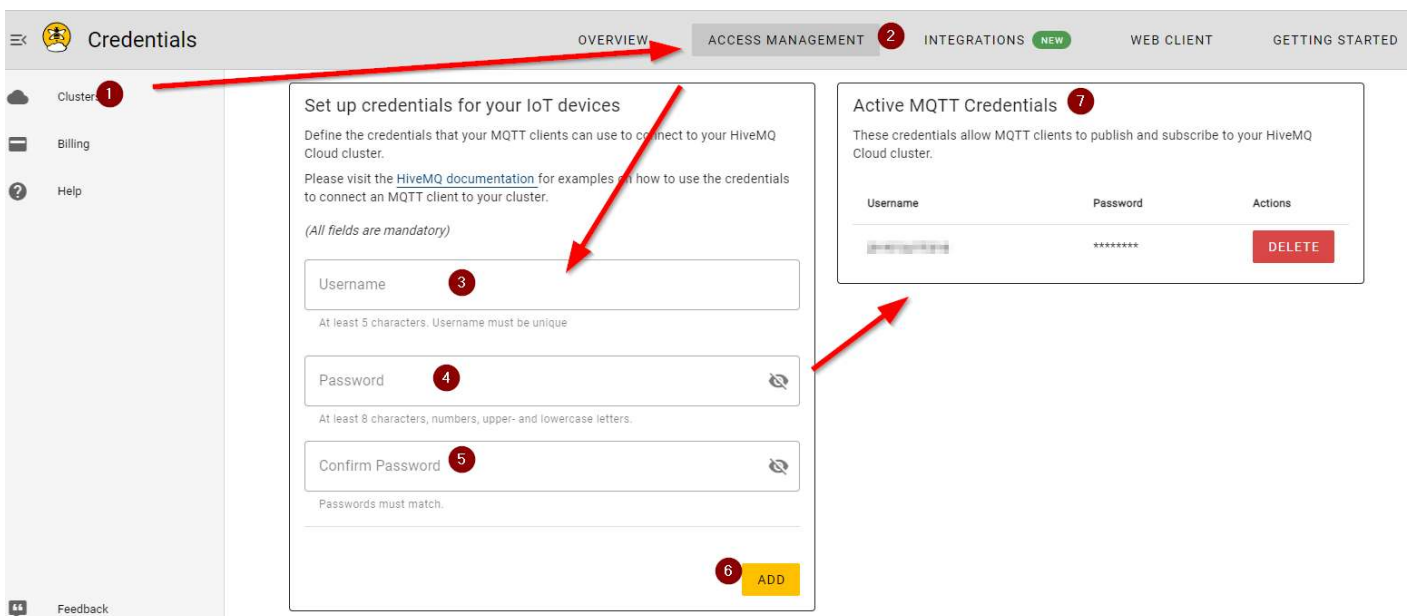 Credentials
OVERVIEW
ACCESS MANAGEMENT
2
INTEGRATIONS NEW
WEB CLIENT
GETTING STARTED
Clusters 1
Billing
Help
Feedback
Set up credentials for your IoT devices
Define the credentials that your MQTT clients can use to connect to your HiveMQ
Cloud cluster.
Please visit the HiveMQ documentation for examples on how to use the credentials
to connect an MQTT client to your cluster.
(All fields are mandatory)
Username 3
At least 5 characters. Username must be unique
Password 4
At least 8 characters, numbers, upper- and lowercase letters.
Confirm Password 5
Passwords must match.
6 ADD
Active MQTT Credentials 7
These credentials allow MQTT clients to publish and subscribe to your HiveMQ
Cloud cluster.
Username Password Actions
******** DELETE